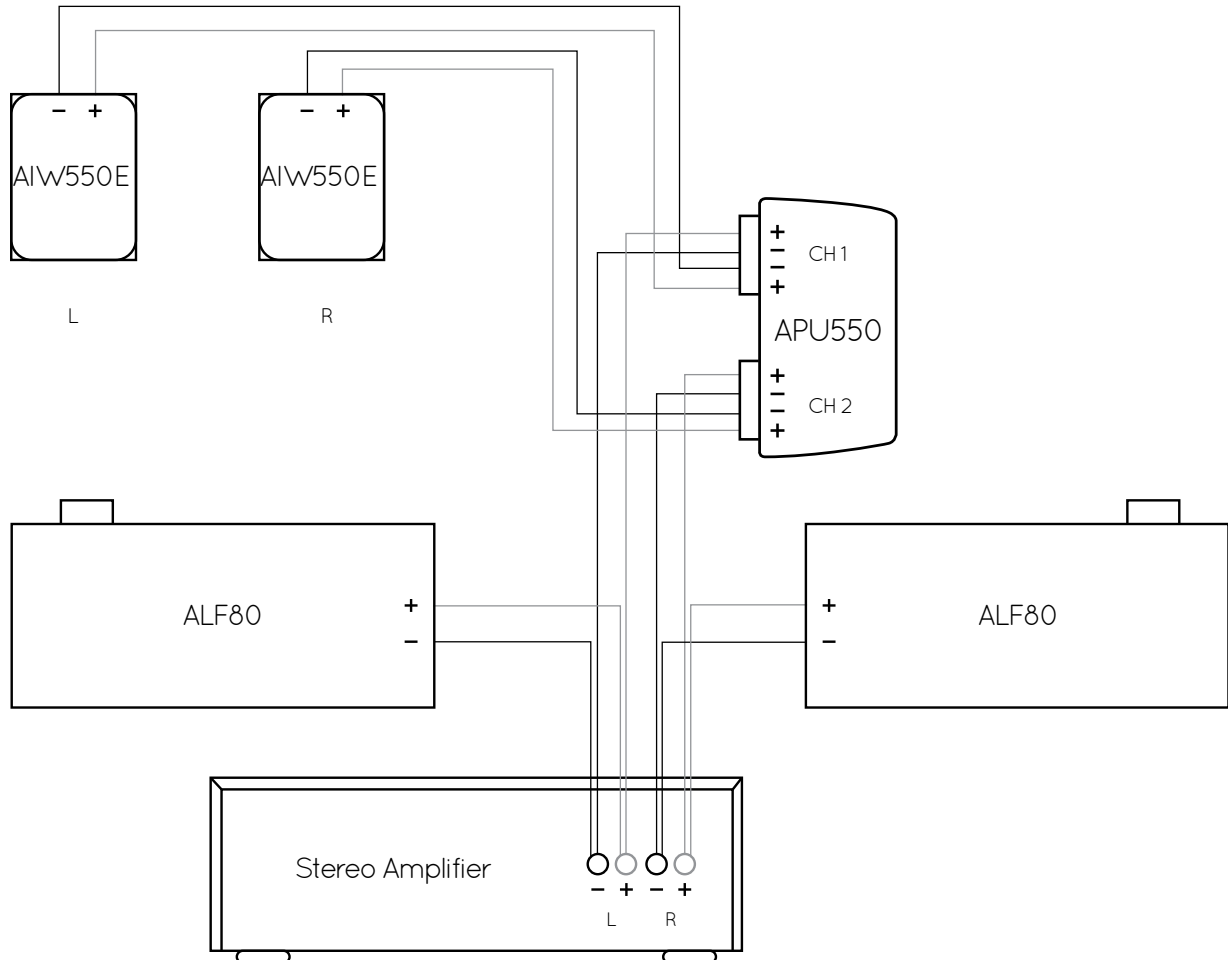 − +
AIW550E
L
− +
AIW550E
R
+
−
−
+
CH 1
APU550
+
−
−
+
CH 2
ALF80
+
−
+
−
ALF80
Stereo Amplifier
− + − +
L R